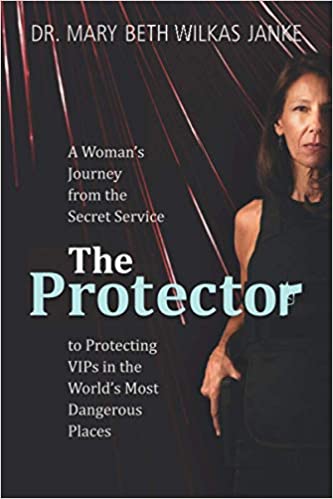 DR. MARY BETH WILKAS JANKE
A Woman's
Journey
from the
Secret Service
The
Protector
to Protecting
VIPs in the
World's Most
Dangerous
Places